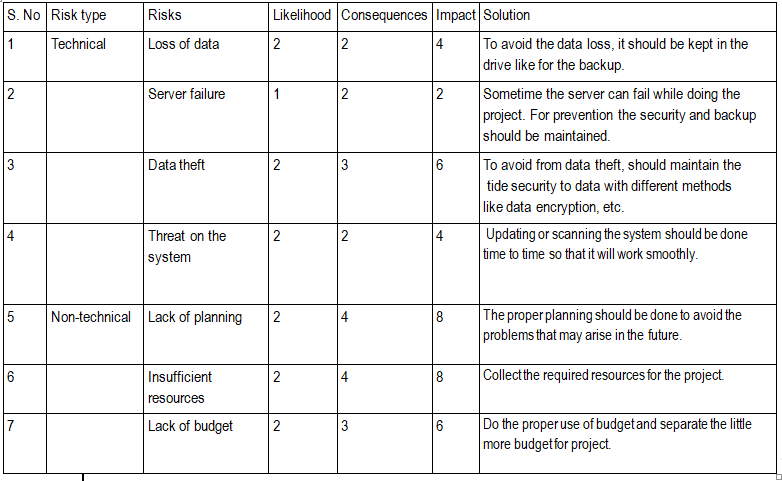 S. No Risk type Risks Likelihood Consequences Impact Solution
1 Technical Loss of data 2 2 4 To avoid the data loss, it should be kept in the
drive like for the backup.
2 Server failure 1 2 2 Sometime the server can fail while doing the
project. For prevention the security and backup
should be maintained.
3 Data theft 2 3 6 To avoid from data theft, should maintain the
tide security to data with different methods
like data encryption, etc.
4 Threat on the 2 2 4 Updating or scanning the system should be done
system time to time so that it will work smoothly.
5 Non-technical Lack of planning 2 4 8 The proper planning should be done to avoid the
problems that may arise in the future.
6 Insufficient 2 4 8 Collect the required resources for the project.
resources
7 Lack of budget 2 3 6 Do the proper use of budget and separate the little
more budget for project.